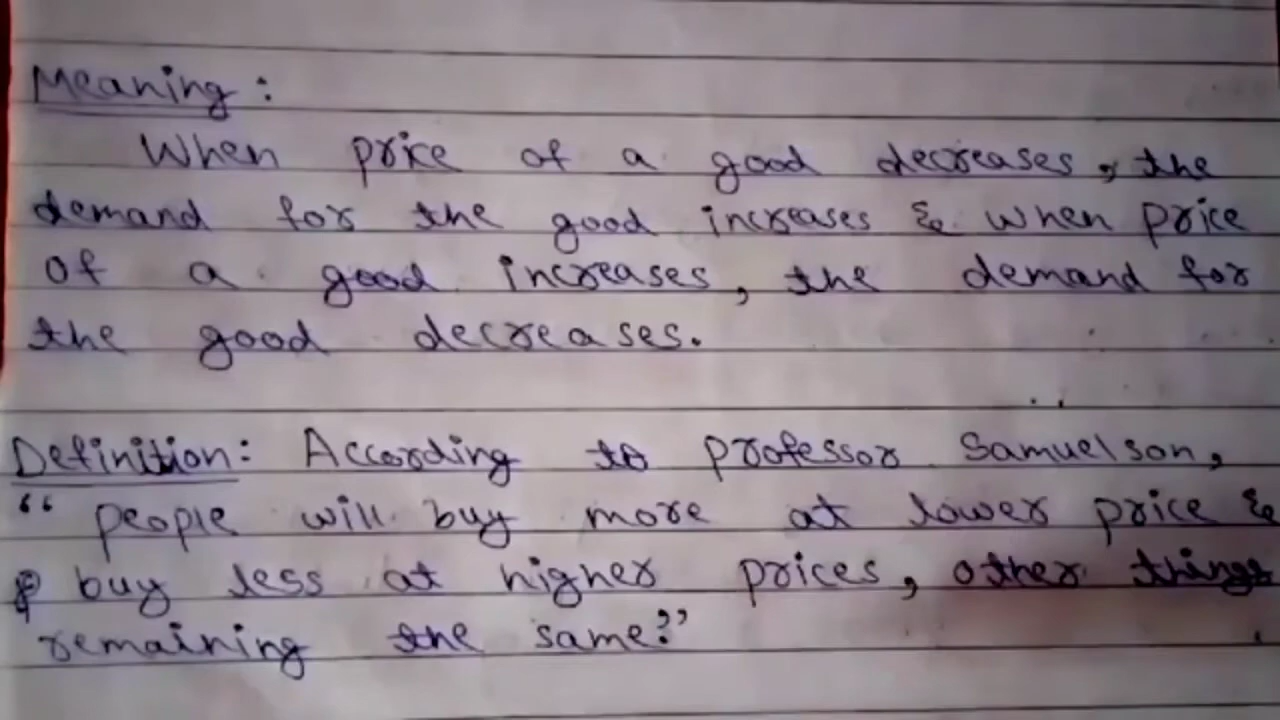 Meaning :
When price of a good decreases, the
demand for the good increases & when price
of a good increases, the demand for
the good decreases.
Definition: According to professor Samuelson,
“ people will buy more at lower price &
buy less at higher prices, other things
remaining the same.”